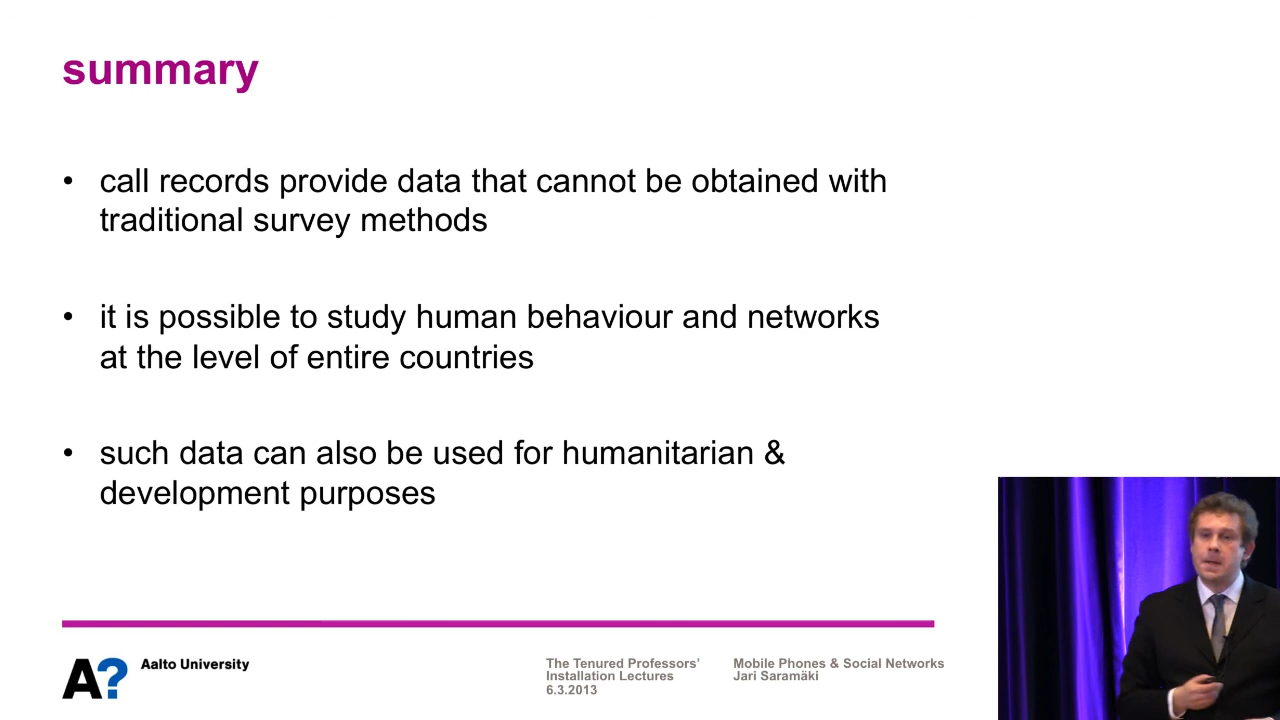 summary
• call records provide data that cannot be obtained with
traditional survey methods
• it is possible to study human behaviour and networks
at the level of entire countries
• such data can also be used for humanitarian &
development purposes
A?
Aalto University
The Tenured Professors’
Installation Lectures
6.3.2013
Mobile Phones & Social Networks
Jari Saramäki